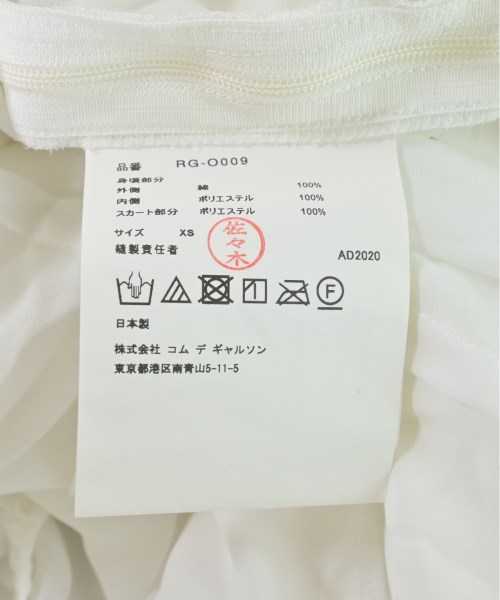 品番 RG-O009
身頃部分
外側 綿 100%
内側 ポリエステル 100%
スカート部分 ポリエステル 100%
サイズ XS
縫製責任者 佐々木
AD2020
F
日本製
株式会社 コム デ ギャルソン
東京都港区南青山5-11-5